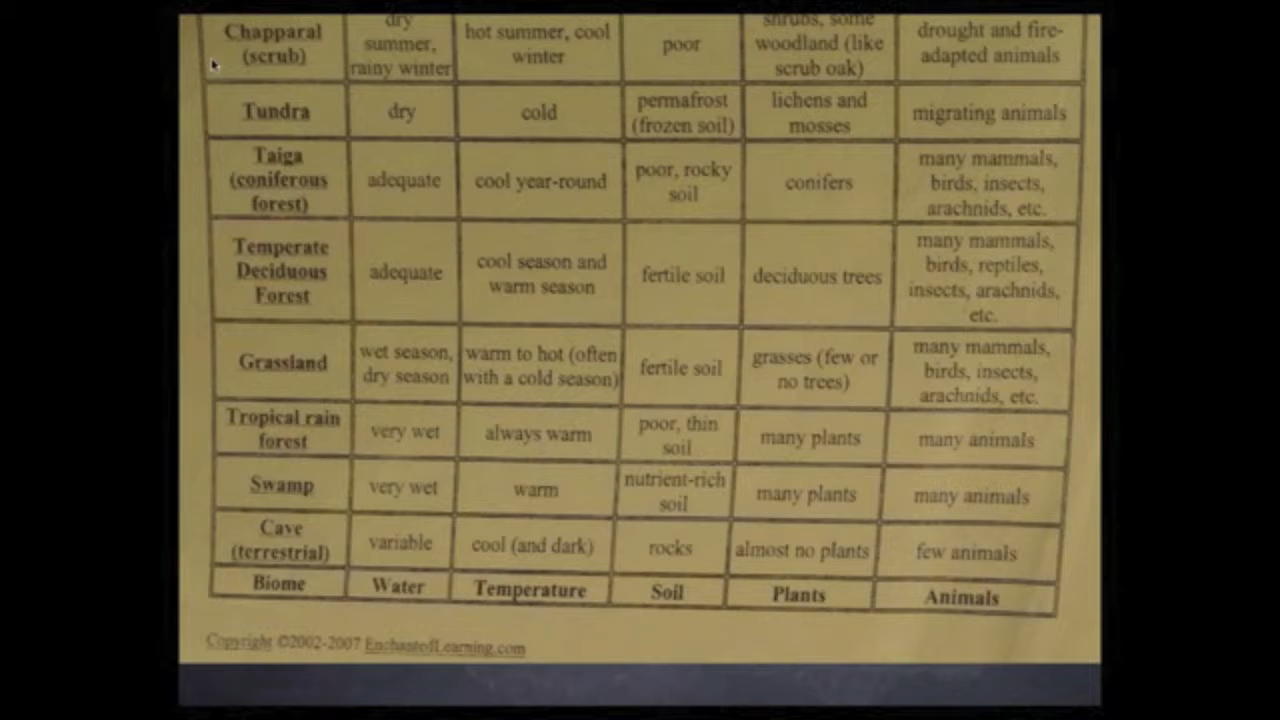 Chapparal
(scrub)
dry
summer,
rainy winter
hot summer, cool
winter
poor
shrubs, some
woodland (like
scrub oak)
drought and fire-
adapted animals
Tundra
dry
cold
permafrost
(frozen soil)
lichens and
mosses
migrating animals
Taiga
(coniferous
forest)
adequate
cool year-round
poor, rocky
soil
conifers
many mammals,
birds, insects,
arachnids, etc.
Temperate
Deciduous
Forest
adequate
cool season and
warm season
fertile soil
deciduous trees
many mammals,
birds, reptiles,
insects, arachnids,
etc.
Grassland
wet season,
dry season
warm to hot (often
with a cold season)
fertile soil
grasses (few or
no trees)
many mammals,
birds, insects,
arachnids, etc.
Tropical rain
forest
very wet
always warm
poor, thin
soil
many plants
many animals
Swamp
very wet
warm
nutrient-rich
soil
many plants
many animals
Cave
(terrestrial)
variable
cool (and dark)
rocks
almost no plants
few animals
Biome
Water
Temperature
Soil
Plants
Animals
Copyright ©2002-2007 EnchantofLearning.com